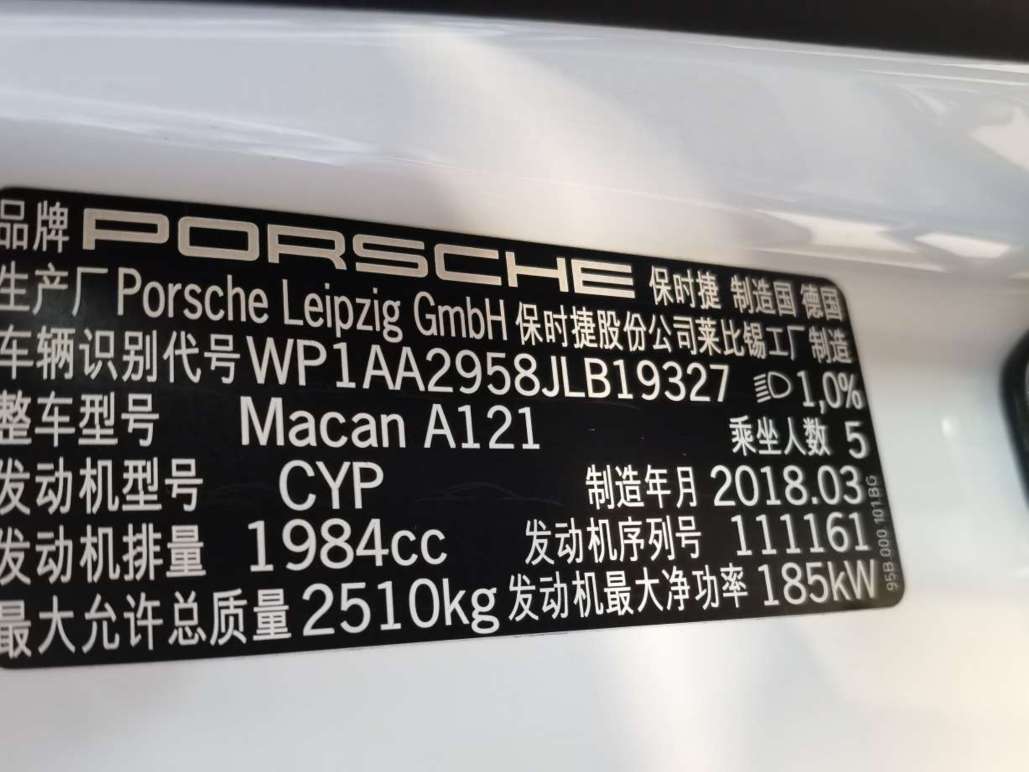 品牌 PORSCHE 保时捷 制造国 德国
生产厂 Porsche Leipzig GmbH 保时捷股份公司莱比锡工厂 制造
车辆识别代号 WP1AA2958JLB19327 1,0%
整车型号 Macan A121 乘坐人数 5
发动机型号 CYP 制造年月 2018.03
发动机排量 1984cc 发动机序列号 111161
最大允许总质量 2510kg 发动机最大净功率 185kW
95B.000.101.BG